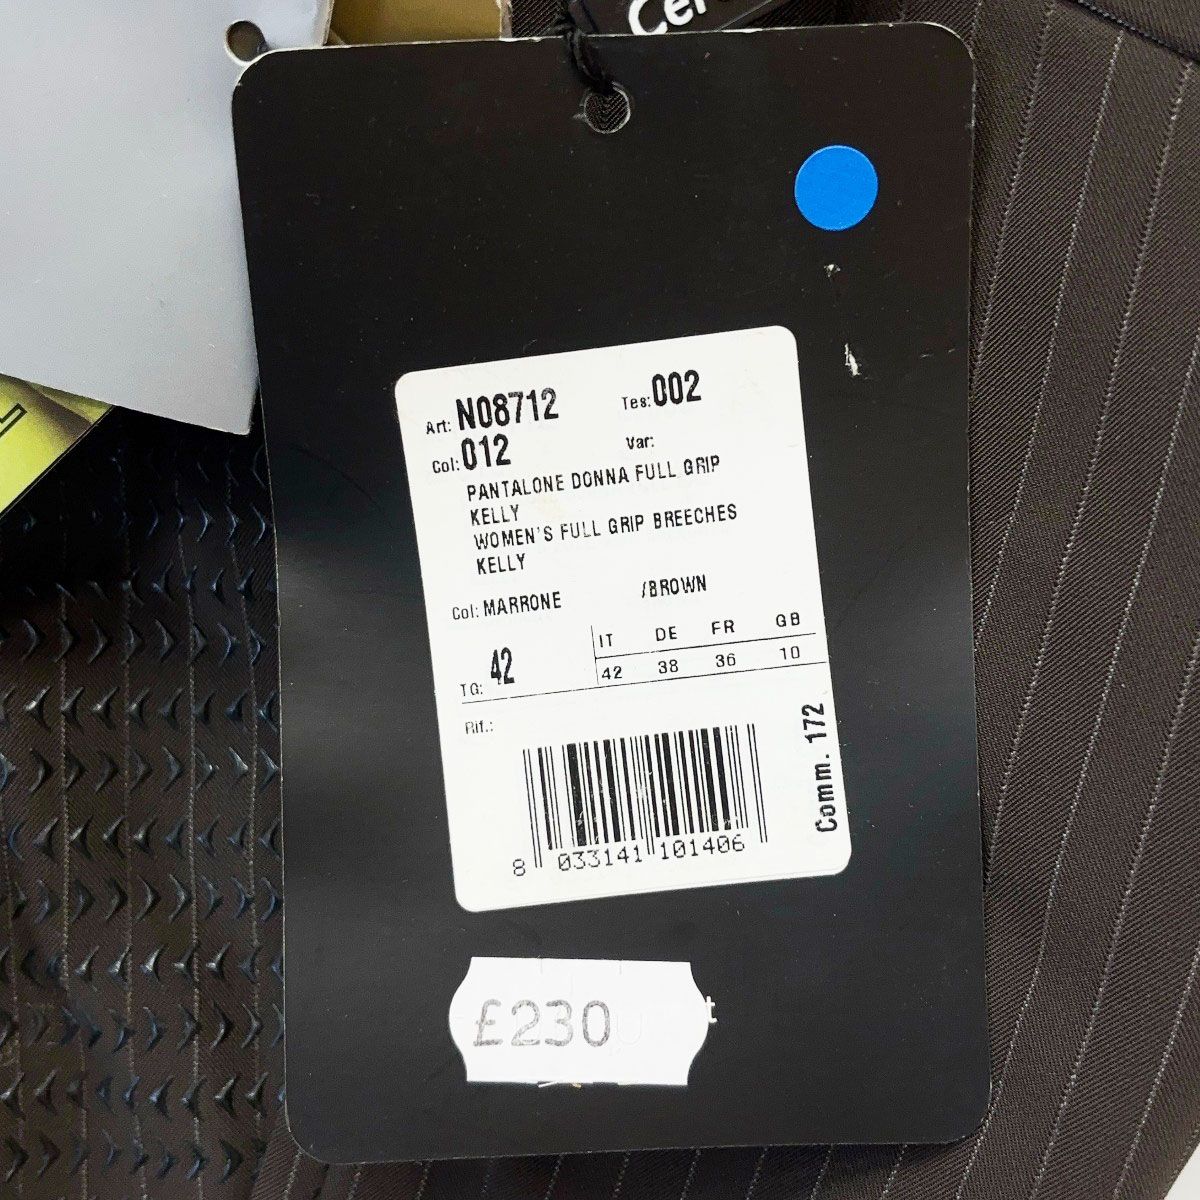 Cer
Art: N08712 Tes: 002
Col: 012 Var:
PANTALONE DONNA FULL GRIP
KELLY
WOMEN'S FULL GRIP BREECHES
KELLY
Col: MARRONE /BROWN
TG: 42
IT DE FR GB
42 38 36 10
Rif.:
Comm. 172
8 033141 101406
£230
t